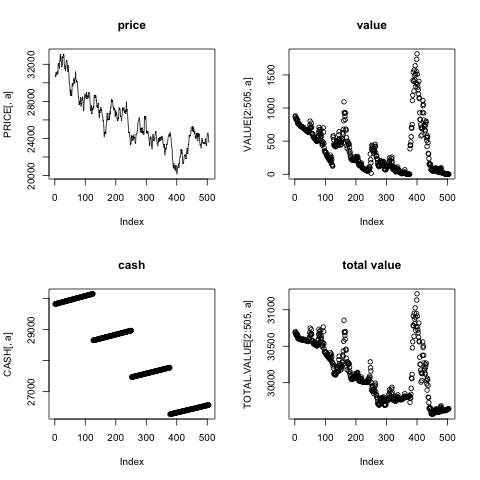 price
PRICE[, a]
20000 24000 28000 32000
0 100 200 300 400 500
Index
value
VALUE[2:505, a]
0 500 1000 1500
0 100 200 300 400 500
Index
cash
CASH[, a]
27000 29000
0 100 200 300 400 500
Index
total value
TOTAL.VALUE[2:505, a]
30000 31000
0 100 200 300 400 500
Index